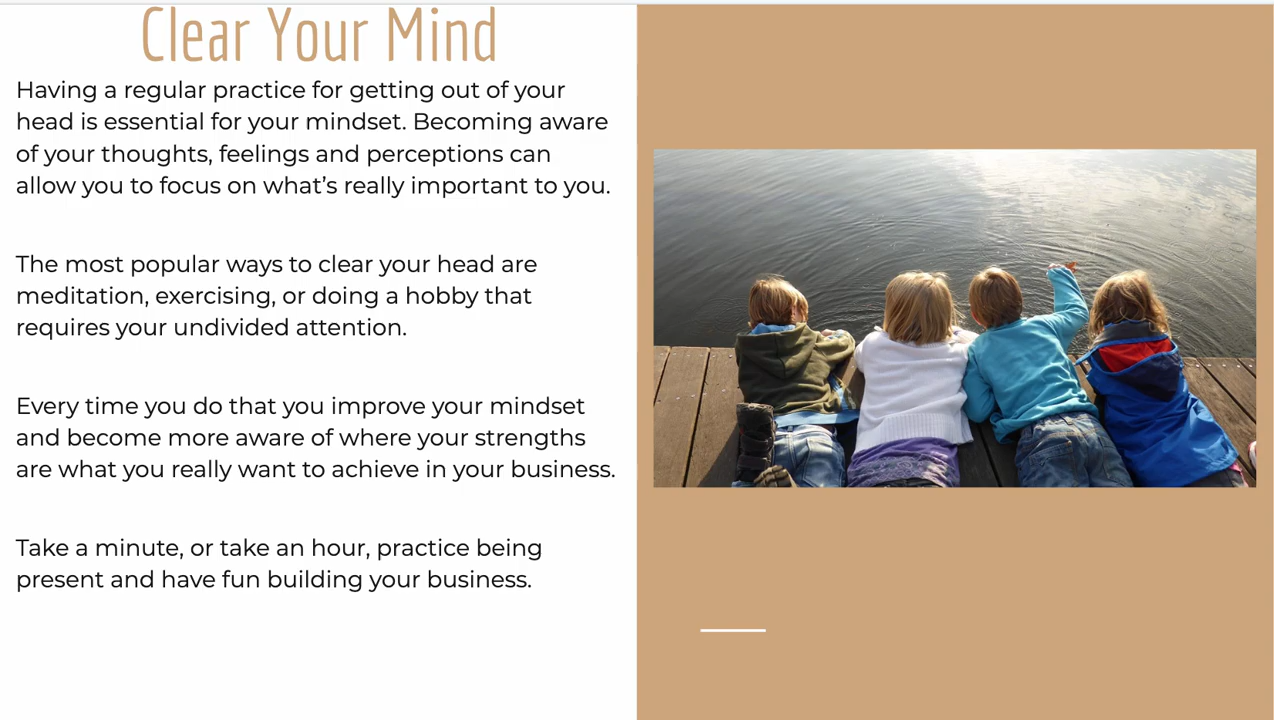 Clear Your Mind
Having a regular practice for getting out of your
head is essential for your mindset. Becoming aware
of your thoughts, feelings and perceptions can
allow you to focus on what's really important to you.
The most popular ways to clear your head are
meditation, exercising, or doing a hobby that
requires your undivided attention.
Every time you do that you improve your mindset
and become more aware of where your strengths
are what you really want to achieve in your business.
Take a minute, or take an hour, practice being
present and have fun building your business.